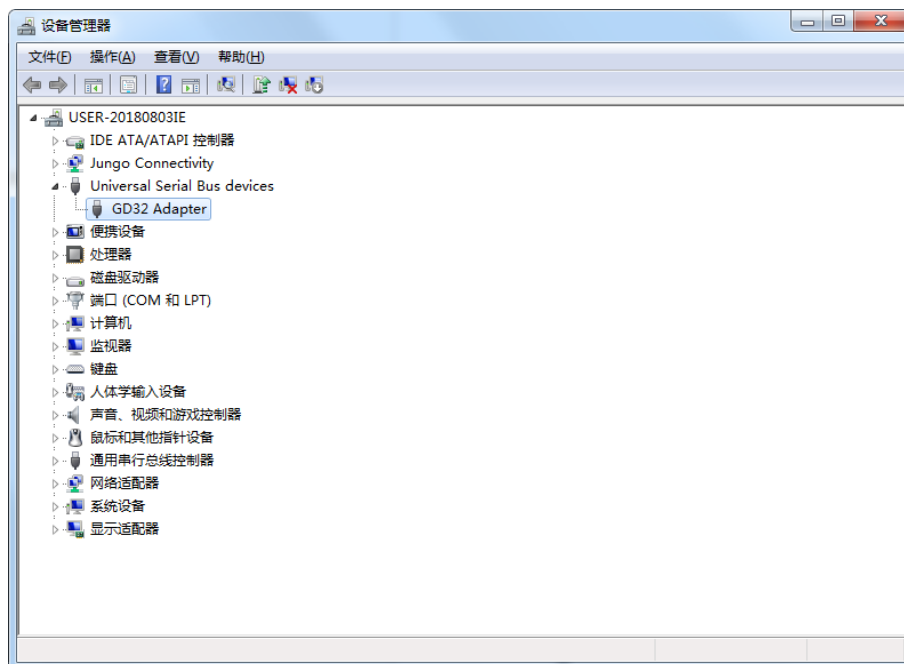 设备管理器
文件(F) 操作(A) 查看(V) 帮助(H)
USER-20180803IE
IDE ATA/ATAPI 控制器
Jungo Connectivity
Universal Serial Bus devices
GD32 Adapter
便携设备
处理器
磁盘驱动器
端口 (COM 和 LPT)
计算机
监视器
键盘
人体学输入设备
声音、视频和游戏控制器
鼠标和其他指针设备
通用串行总线控制器
网络适配器
系统设备
显示适配器